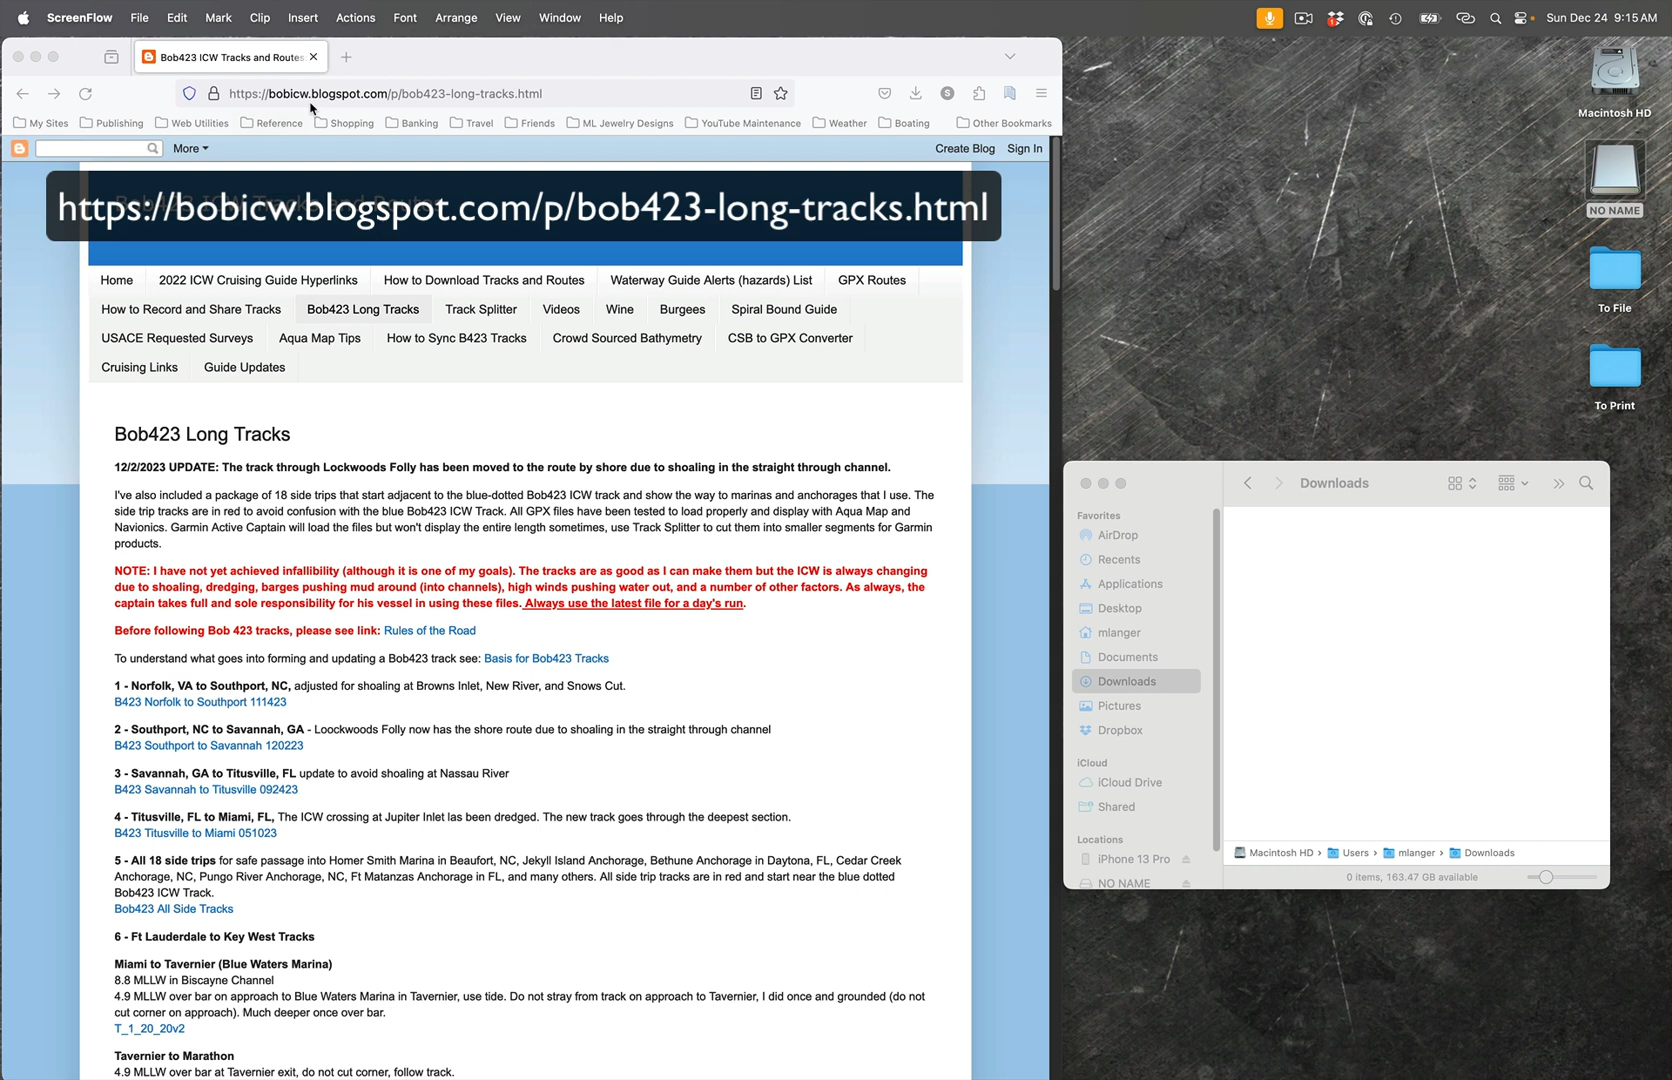 ScreenFlow File Edit Mark Clip Insert Actions Font Arrange View Window Help
Sun Dec 24 9:15 AM
Bob423 ICW Tracks and Routes
https://bobicw.blogspot.com/p/bob423-long-tracks.html
My Sites Publishing Web Utilities Reference Shopping Banking Travel Friends ML Jewelry Designs YouTube Maintenance Weather Boating Other Bookmarks
More Create Blog Sign In
https://bobicw.blogspot.com/p/bob423-long-tracks.html
Home 2022 ICW Cruising Guide Hyperlinks How to Download Tracks and Routes Waterway Guide Alerts (hazards) List GPX Routes
How to Record and Share Tracks Bob423 Long Tracks Track Splitter Videos Wine Burgees Spiral Bound Guide
USACE Requested Surveys Aqua Map Tips How to Sync B423 Tracks Crowd Sourced Bathymetry CSB to GPX Converter
Cruising Links Guide Updates
Bob423 Long Tracks
12/2/2023 UPDATE: The track through Lockwoods Folly has been moved to the route by shore due to shoaling in the straight through channel.
I've also included a package of 18 side trips that start adjacent to the blue-dotted Bob423 ICW track and show the way to marinas and anchorages that I use. The
side trip tracks are in red to avoid confusion with the blue Bob423 ICW Track. All GPX files have been tested to load properly and display with Aqua Map and
Navionics. Garmin Active Captain will load the files but won't display the entire length sometimes, use Track Splitter to cut them into smaller segments for Garmin
products.
NOTE: I have not yet achieved infallibility (although it is one of my goals). The tracks are as good as I can make them but the ICW is always changing
due to shoaling, dredging, barges pushing mud around (into channels), high winds pushing water out, and a number of other factors. As always, the
captain takes full and sole responsibility for his vessel in using these files. Always use the latest file for a day's run.
Before following Bob 423 tracks, please see link: Rules of the Road
To understand what goes into forming and updating a Bob423 track see: Basis for Bob423 Tracks
1 - Norfolk, VA to Southport, NC, adjusted for shoaling at Browns Inlet, New River, and Snows Cut.
B423 Norfolk to Southport 111423
2 - Southport, NC to Savannah, GA - Loockwoods Folly now has the shore route due to shoaling in the straight through channel
B423 Southport to Savannah 120223
3 - Savannah, GA to Titusville, FL update to avoid shoaling at Nassau River
B423 Savannah to Titusville 092423
4 - Titusville, FL to Miami, FL, The ICW crossing at Jupiter Inlet las been dredged. The new track goes through the deepest section.
B423 Titusville to Miami 051023
5 - All 18 side trips for safe passage into Homer Smith Marina in Beaufort, NC, Jekyll Island Anchorage, Bethune Anchorage in Daytona, FL, Cedar Creek
Anchorage, NC, Pungo River Anchorage, NC, Ft Matanzas Anchorage in FL, and many others. All side trip tracks are in red and start near the blue dotted
Bob423 ICW Track.
Bob423 All Side Tracks
6 - Ft Lauderdale to Key West Tracks
Miami to Tavernier (Blue Waters Marina)
8.8 MLLW in Biscayne Channel
4.9 MLLW over bar on approach to Blue Waters Marina in Tavernier, use tide. Do not stray from track on approach to Tavernier, I did once and grounded (do not
cut corner on approach). Much deeper once over bar.
T_1_20_20v2
Tavernier to Marathon
4.9 MLLW over bar at Tavernier exit, do not cut corner, follow track.
Macintosh HD
NO NAME
To File
To Print
Downloads
Favorites
AirDrop
Recents
Applications
Desktop
mlanger
Documents
Downloads
Pictures
Dropbox
iCloud
iCloud Drive
Shared
Locations
iPhone 13 Pro
NO NAME
Macintosh HD › Users › mlanger › Downloads
0 items, 163.47 GB available